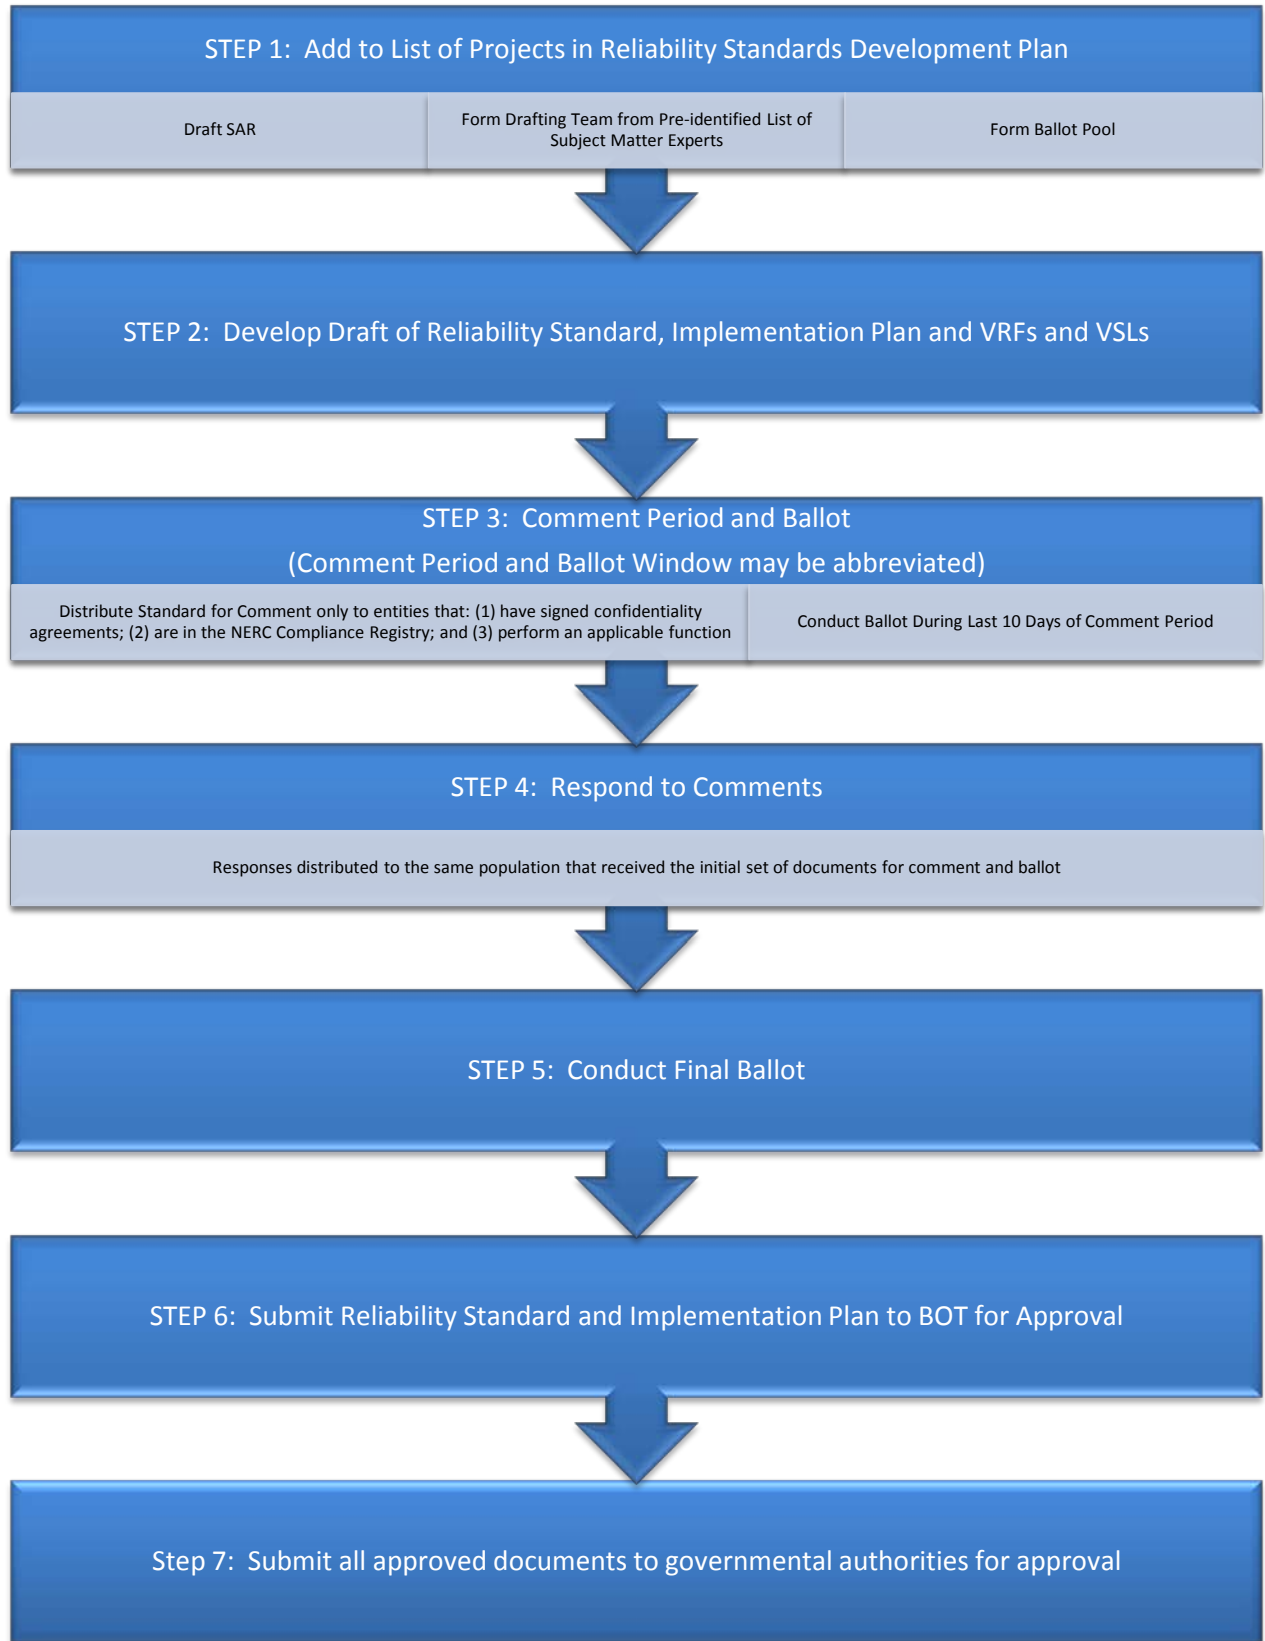 STEP 1:  Add to List of Projects in Reliability Standards Development Plan
Draft SAR
Form Drafting Team from Pre-identified List of
Subject Matter Experts
Form Ballot Pool
STEP 2:  Develop Draft of Reliability Standard, Implementation Plan and VRFs and VSLs
STEP 3:  Comment Period and Ballot
(Comment Period and Ballot Window may be abbreviated)
Distribute Standard for Comment only to entities that: (1) have signed confidentiality
agreements; (2) are in the NERC Compliance Registry; and (3) perform an applicable function
Conduct Ballot During Last 10 Days of Comment Period
STEP 4:  Respond to Comments
Responses distributed to the same population that received the initial set of documents for comment and ballot
STEP 5:  Conduct Final Ballot
STEP 6:  Submit Reliability Standard and Implementation Plan to BOT for Approval
Step 7:  Submit all approved documents to governmental authorities for approval